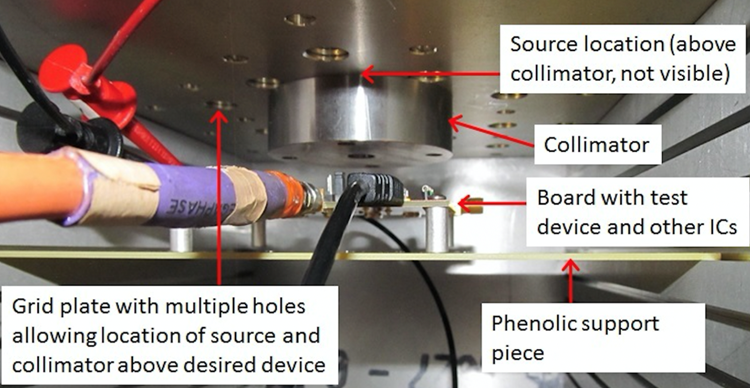 Source location (above
collimator, not visible)
Collimator
Board with test
device and other ICs
Grid plate with multiple holes
allowing location of source and
collimator above desired device
Phenolic support
piece